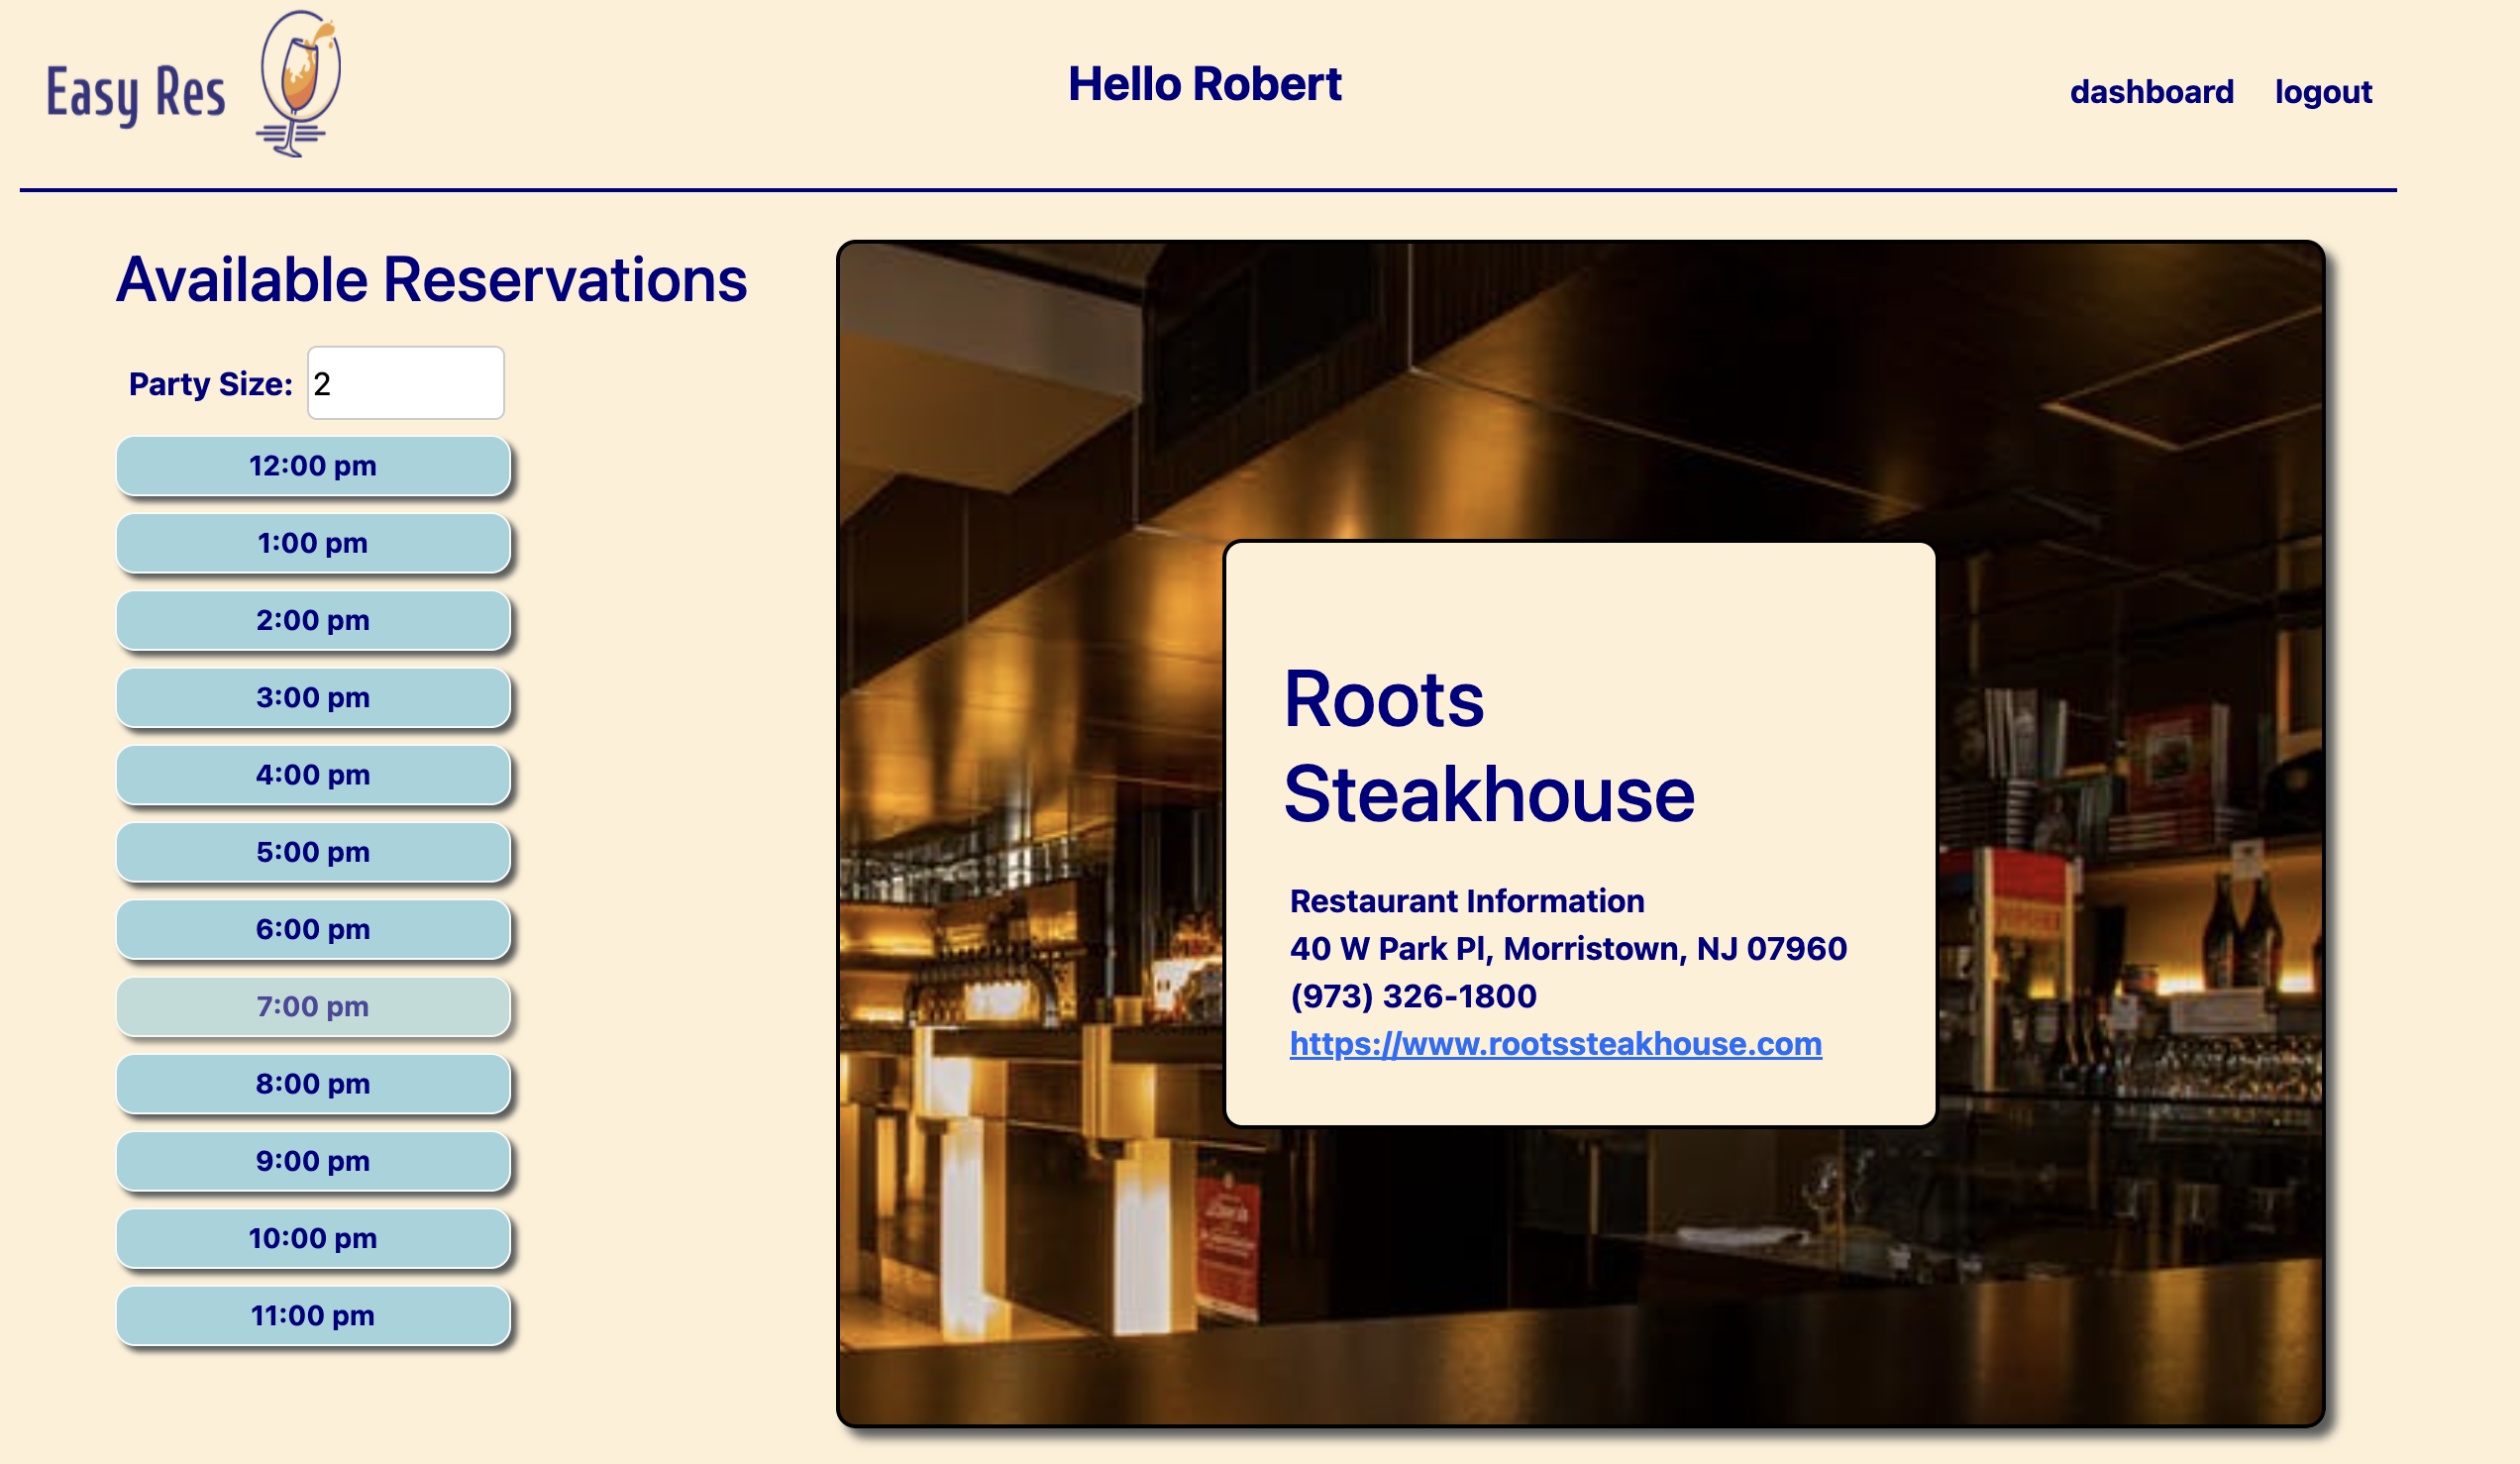 Easy Res
Hello Robert
dashboard logout
Available Reservations
Party Size: 2
12:00 pm
1:00 pm
2:00 pm
3:00 pm
4:00 pm
5:00 pm
6:00 pm
7:00 pm
8:00 pm
9:00 pm
10:00 pm
11:00 pm
Roots
Steakhouse
Restaurant Information
40 W Park Pl, Morristown, NJ 07960
(973) 326-1800
https://www.rootssteakhouse.com